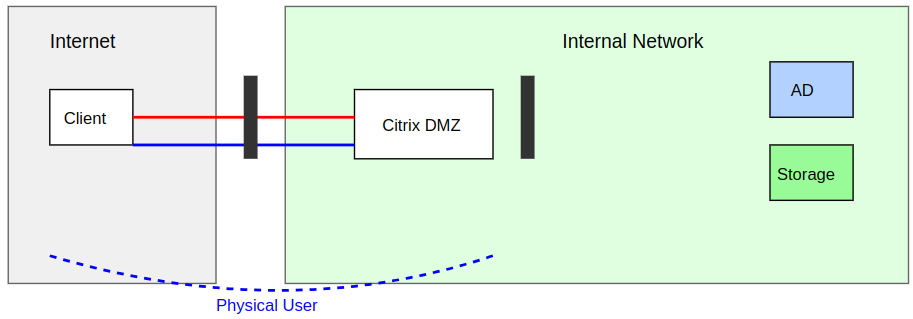 Internet
Internal Network
Client
Citrix DMZ
AD
Storage
Physical User